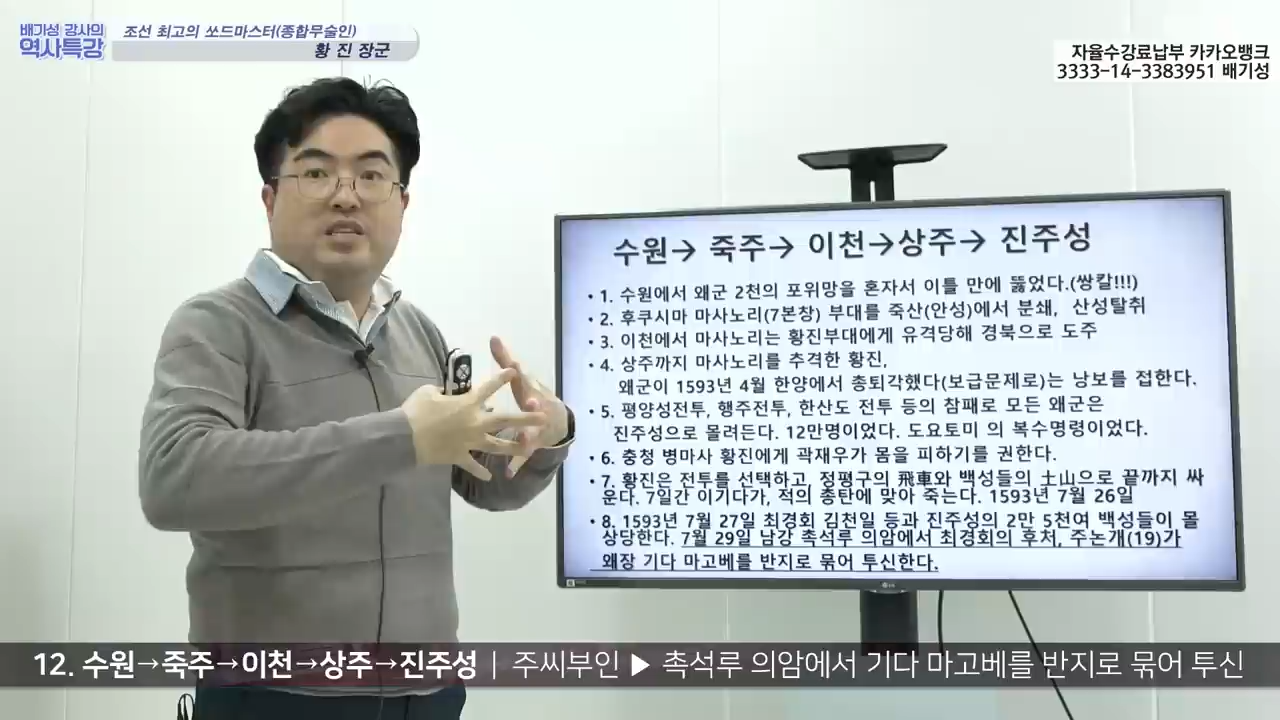 배기성 강사의
역사특강
조선 최고의 쏘드마스터(종합무술인)
황 진 장군
자율수강료납부 카카오뱅크
3333-14-3383951 배기성
수원→ 죽주→ 이천→상주→ 진주성
• 1. 수원에서 왜군 2천의 포위망을 혼자서 이틀 만에 뚫었다.(쌍칼!!!)
• 2. 후쿠시마 마사노리(7본창) 부대를 죽산(안성)에서 분쇄, 산성탈취
• 3. 이천에서 마사노리는 황진부대에게 유격당해 경북으로 도주
• 4. 상주까지 마사노리를 추격한 황진,
왜군이 1593년 4월 한양에서 총퇴각했다(보급문제로)는 낭보를 접한다.
• 5. 평양성전투, 행주전투, 한산도 전투 등의 참패로 모든 왜군은
진주성으로 몰려든다. 12만명이었다. 도요토미 의 복수명령이었다.
• 6. 충청 병마사 황진에게 곽재우가 몸을 피하기를 권한다.
• 7. 황진은 전투를 선택하고, 정평구의 飛車와 백성들의 土山으로 끝까지 싸
운다. 7일간 이기다가, 적의 총탄에 맞아 죽는다. 1593년 7월 26일
• 8. 1593년 7월 27일 최경회 김천일 등과 진주성의 2만 5천여 백성들이 몰
상당한다. 7월 29일 남강 촉석루 의암에서 최경회의 후처, 주논개(19)가
왜장 기다 마고베를 반지로 묶어 투신한다.
LG
12. 수원→죽주→이천→상주→진주성 | 주씨부인 ▶ 촉석루 의암에서 기다 마고베를 반지로 묶어 투신